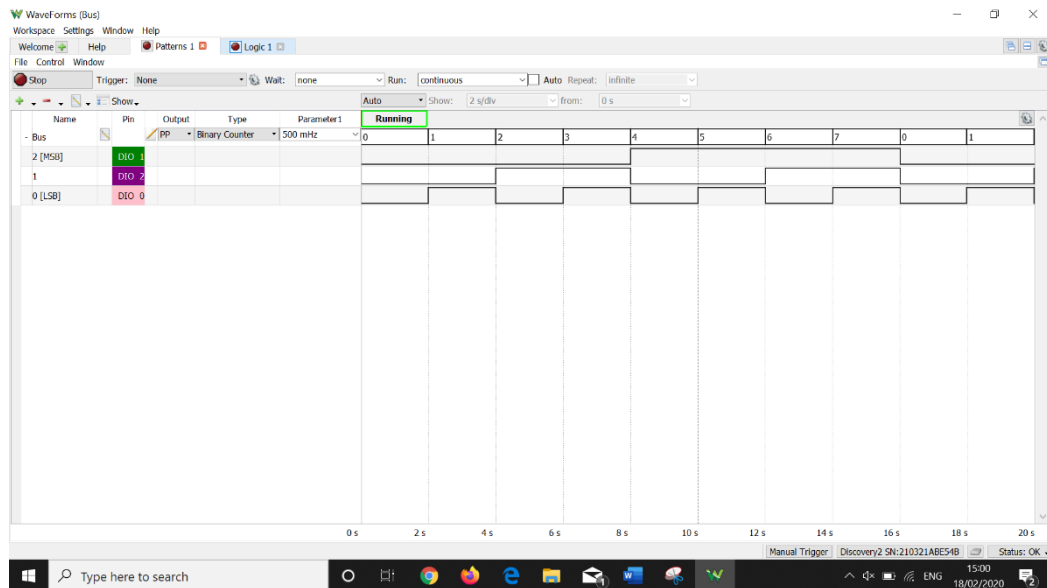 WaveForms (Bus)
Workspace Settings Window Help
Welcome Help Patterns 1 Logic 1
File Control Window
Stop Trigger: None Wait: none Run: continuous Auto Repeat: Infinite
Show Auto Show: 2 s/div from: 0 s
Name Pin Output Type Parameter1 Running
- Bus PP Binary Counter 500 mHz 0 1 2 3 4 5 6 7 0 1
2 [MSB] DIO 1
1 DIO 2
0 [LSB] DIO 0
0 s 2 s 4 s 6 s 8 s 10 s 12 s 14 s 16 s 18 s 20 s
Manual Trigger Discovery2 SN:210321ABE54B Status: OK
Type here to search ENG 15:00
18/02/2020